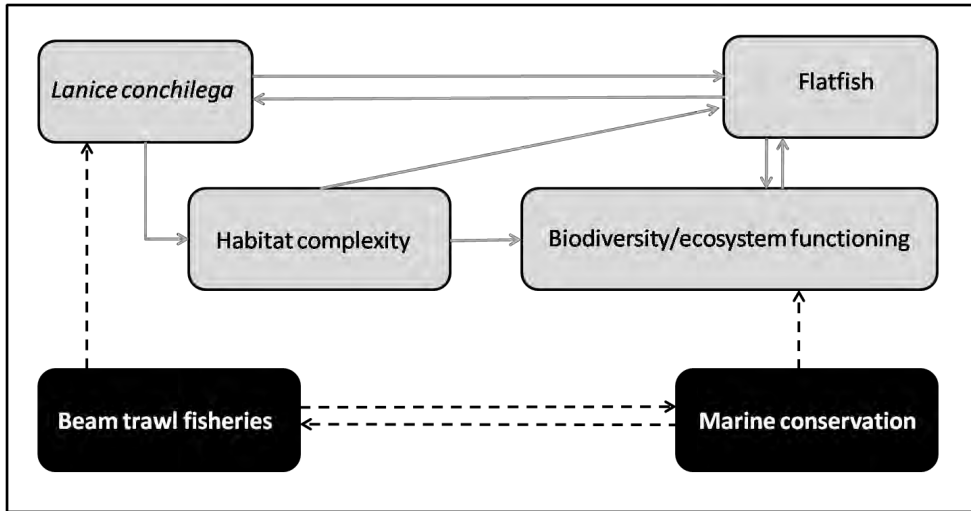 Lanice conchilega
Flatfish
Habitat complexity
Biodiversity/ecosystem functioning
Beam trawl fisheries
Marine conservation